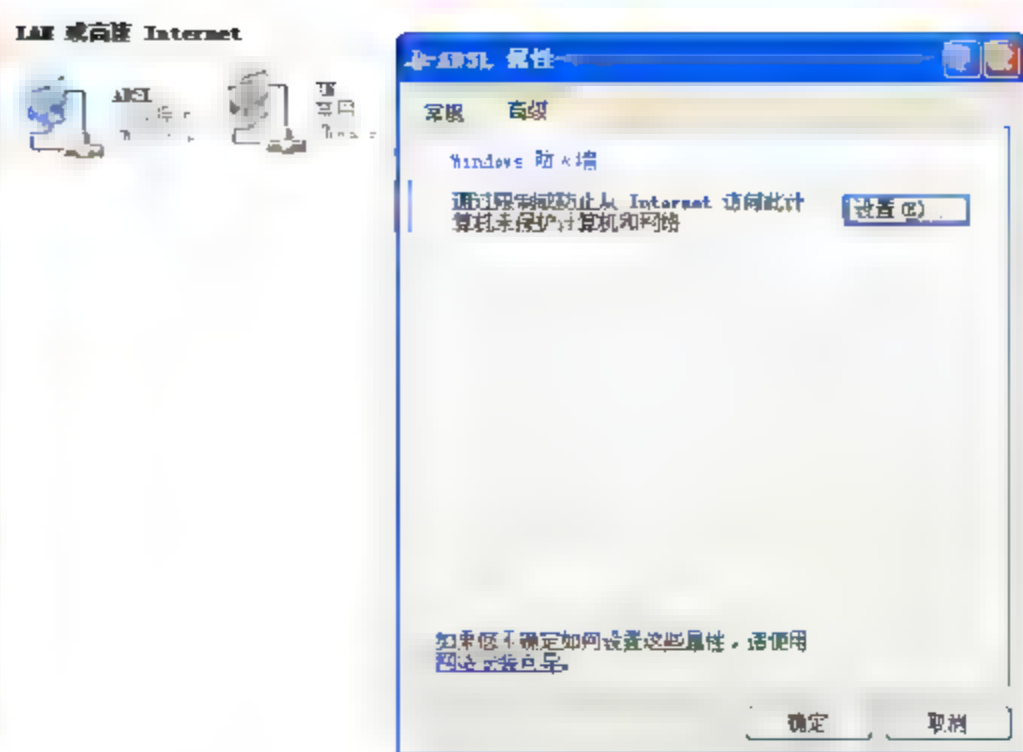 LAN 或高速 Internet
ADSL
ADSL 属性
常规 高级
Windows 防火墙
通过限制或防止从 Internet 访问此计
算机来保护计算机和网络
设置(E)...
如果您不确定如何设置这些属性，请使用
网络安装向导。
确定 取消